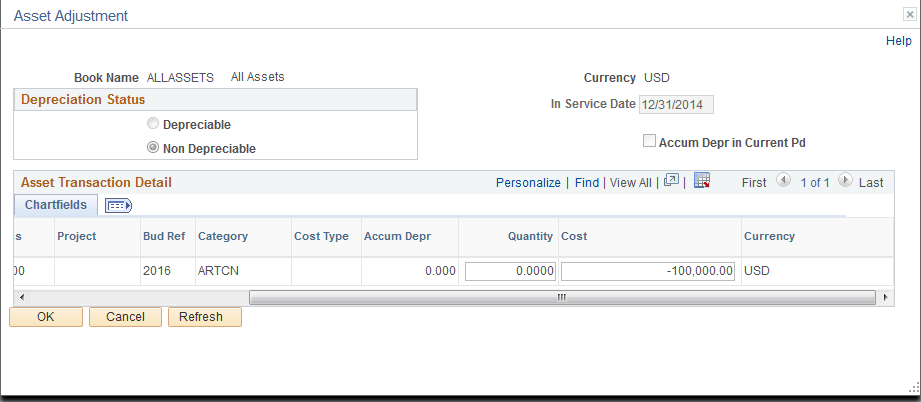 Asset Adjustment
Help
Book Name ALLASSETS All Assets Currency USD
Depreciation Status
In Service Date 12/31/2014
Depreciable
Non Depreciable
Accum Depr in Current Pd
Asset Transaction Detail Personalize | Find | View All | | First 1 of 1 Last
Chartfields
s Project Bud Ref Category Cost Type Accum Depr Quantity Cost Currency
00 2016 ARTCN 0.000 0.0000 -100,000.00 USD
OK Cancel Refresh